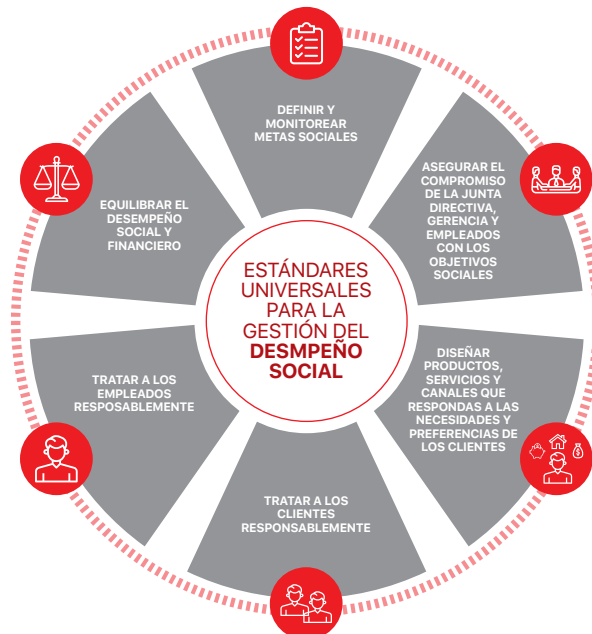 DEFINIR Y
MONITOREAR
METAS SOCIALES
ASEGURAR EL
COMPROMISO
DE LA JUNTA
DIRECTIVA,
GERENCIA Y
EMPLEADOS
CON LOS
OBJETIVOS
SOCIALES
EQUILIBRAR EL
DESEMPEÑO
SOCIAL Y
FINANCIERO
ESTÁNDARES
UNIVERSALES
PARA LA
GESTIÓN DEL
DESMPEÑO
SOCIAL
DISEÑAR
PRODUCTOS,
SERVICIOS Y
CANALES QUE
RESPONDAS A LAS
NECESIDADES Y
PREFERENCIAS DE
LOS CLIENTES
TRATAR A LOS
EMPLEADOS
RESPOSABLEMENTE
TRATAR A LOS
CLIENTES
RESPONSABLEMENTE